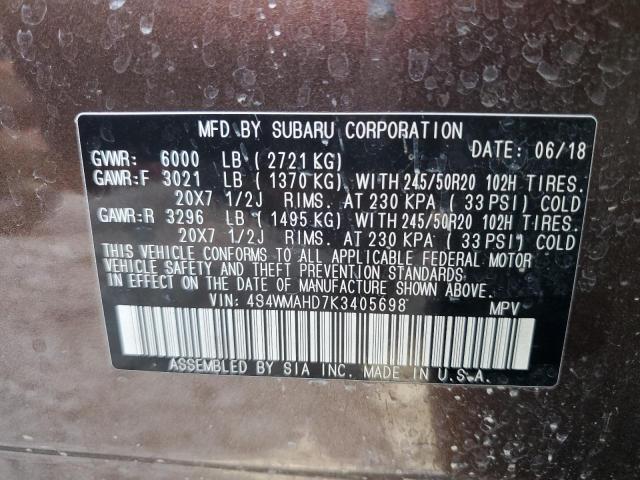 MFD BY SUBARU CORPORATION
DATE: 06/18
GVWR: 6000 LB ( 2721 KG)
GAWR:F 3021 LB ( 1370 KG) WITH 245/50R20 102H TIRES.
20X7 1/2J RIMS. AT 230 KPA ( 33 PSI) COLD
GAWR:R 3296 LB ( 1495 KG) WITH 245/50R20 102H TIRES.
20X7 1/2J RIMS. AT 230 KPA ( 33 PSI) COLD
THIS VEHICLE CONFORMS TO ALL APPLICABLE FEDERAL MOTOR
VEHICLE SAFETY AND THEFT PREVENTION STANDARDS
IN EFFECT ON THE DATE OF MANUFACTURE SHOWN ABOVE.
VIN: 4S4WMAHD7K3405698 MPV
ASSEMBLED BY SIA INC. MADE IN U.S.A.